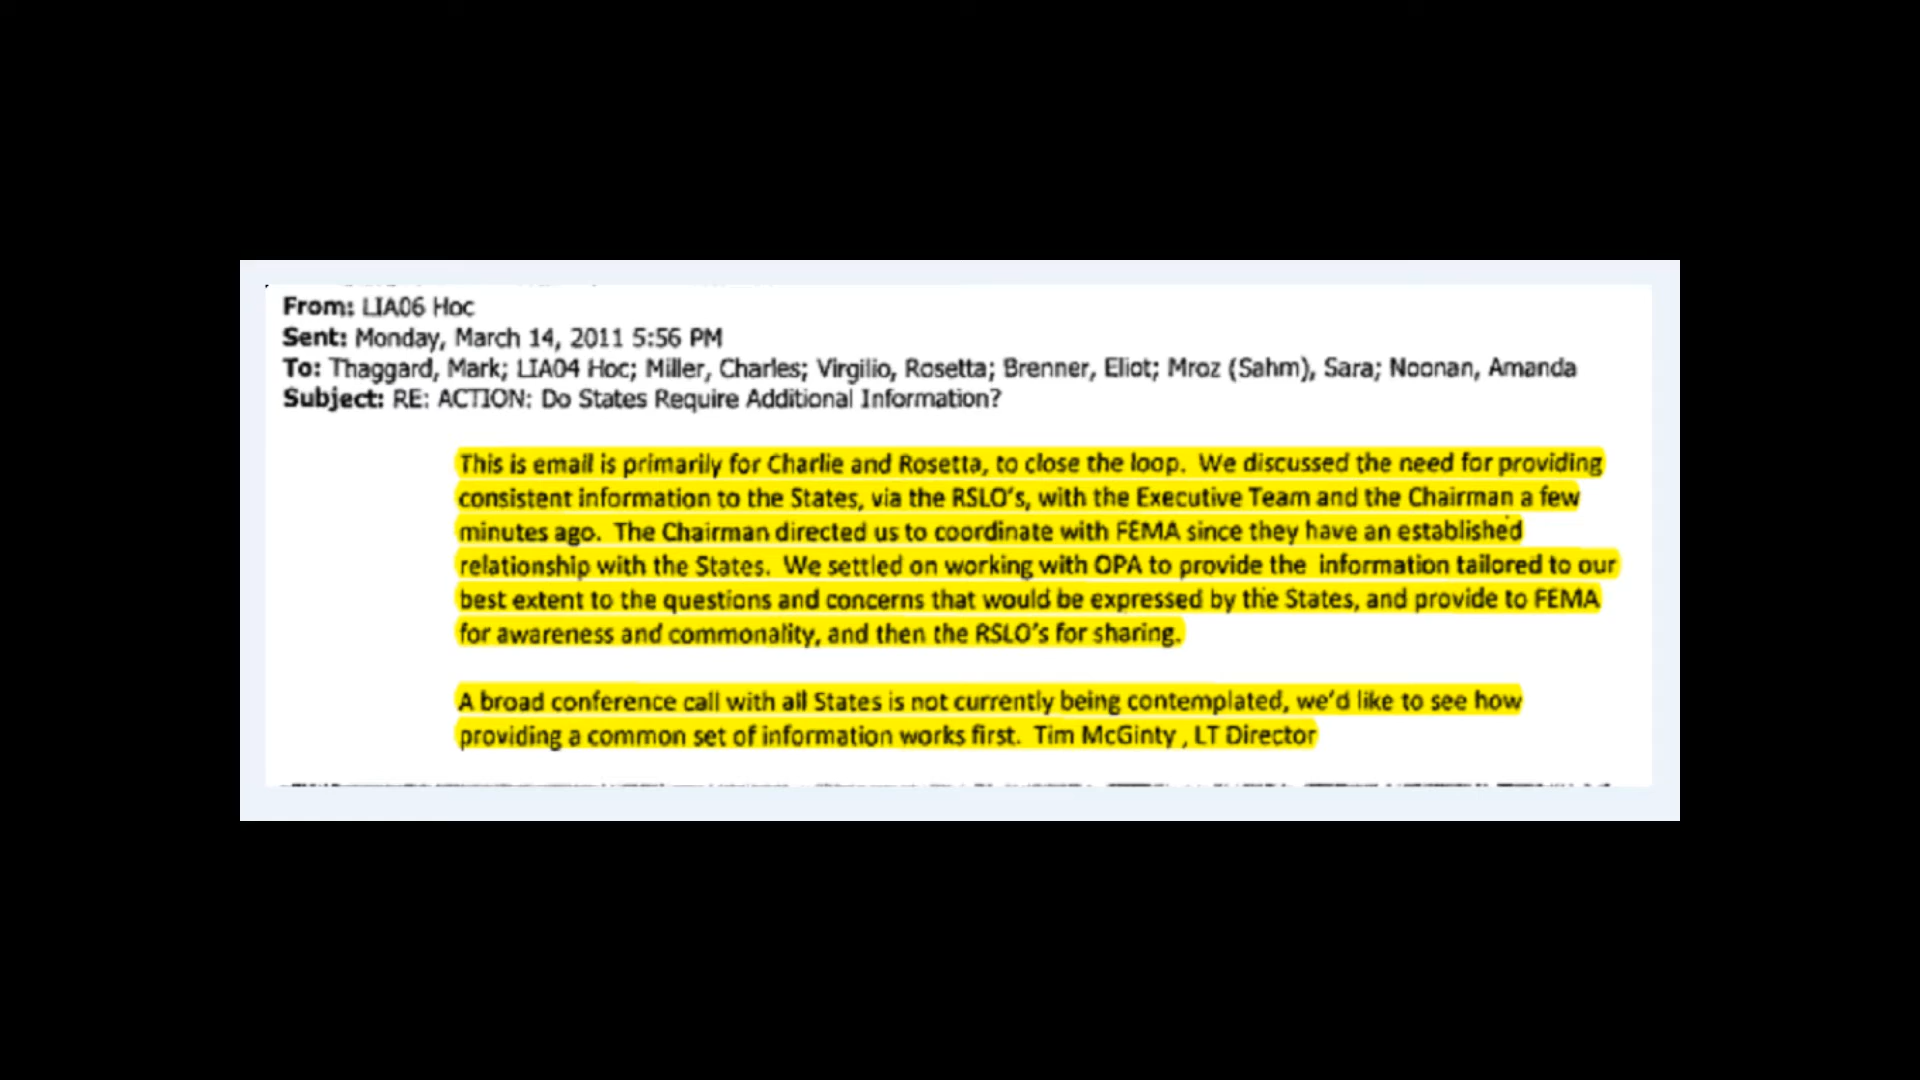 From: LIA06 Hoc
Sent: Monday, March 14, 2011 5:56 PM
To: Thaggard, Mark; LIA04 Hoc; Miller, Charles; Virgilio, Rosetta; Brenner, Eliot; Mroz (Sahm), Sara; Noonan, Amanda
Subject: RE: ACTION: Do States Require Additional Information?
This is email is primarily for Charlie and Rosetta, to close the loop. We discussed the need for providing
consistent information to the States, via the RSLO's, with the Executive Team and the Chairman a few
minutes ago. The Chairman directed us to coordinate with FEMA since they have an established
relationship with the States. We settled on working with OPA to provide the information tailored to our
best extent to the questions and concerns that would be expressed by the States, and provide to FEMA
for awareness and commonality, and then the RSLO's for sharing.
A broad conference call with all States is not currently being contemplated, we'd like to see how
providing a common set of information works first. Tim McGinty , LT Director